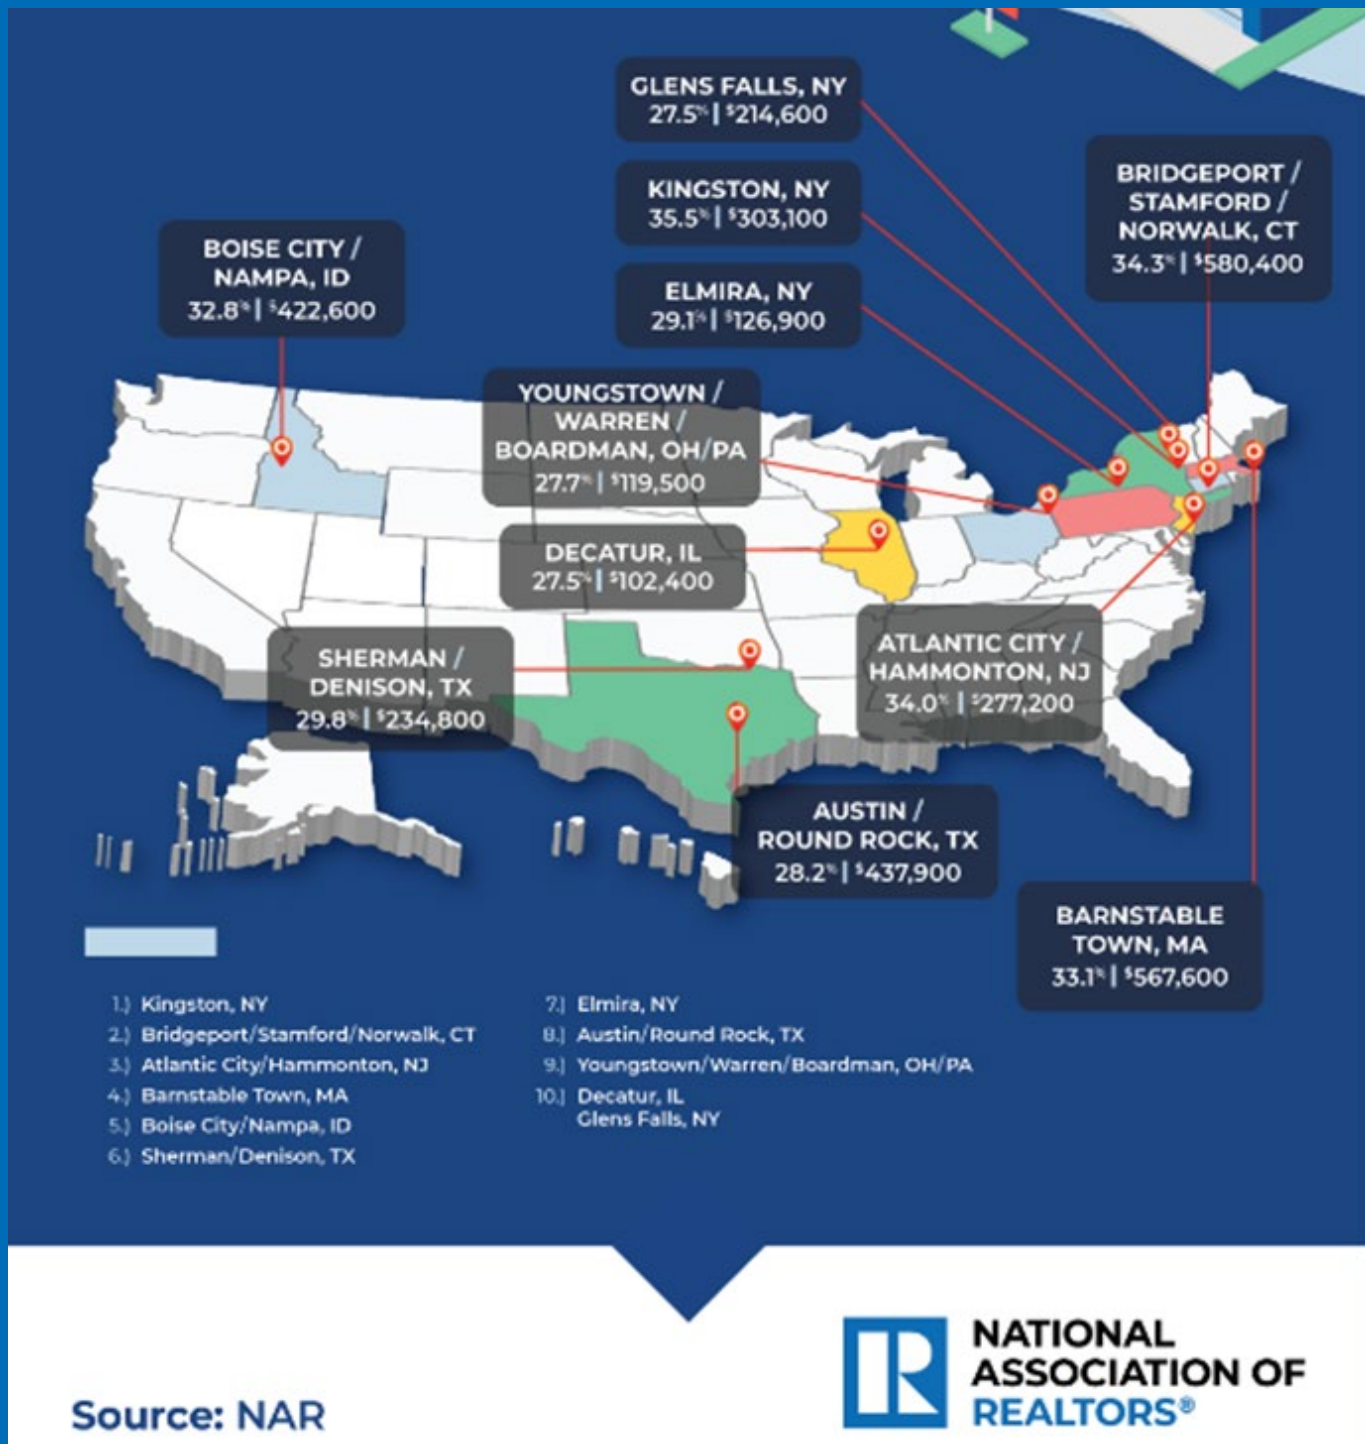 GLENS FALLS, NY
27.5% | $214,600
KINGSTON, NY
35.5% | $303,100
ELMIRA, NY
29.1% | $126,900
BRIDGEPORT /
STAMFORD /
NORWALK, CT
34.3% | $580,400
BOISE CITY /
NAMPA, ID
32.8% | $422,600
YOUNGSTOWN /
WARREN /
BOARDMAN, OH/PA
27.7% | $119,500
DECATUR, IL
27.5% | $102,400
SHERMAN /
DENISON, TX
29.8% | $234,800
ATLANTIC CITY /
HAMMONTON, NJ
34.0% | $277,200
AUSTIN /
ROUND ROCK, TX
28.2% | $437,900
BARNSTABLE
TOWN, MA
33.1% | $567,600
1.) Kingston, NY
2.) Bridgeport/Stamford/Norwalk, CT
3.) Atlantic City/Hammonton, NJ
4.) Barnstable Town, MA
5.) Boise City/Nampa, ID
6.) Sherman/Denison, TX
7.) Elmira, NY
8.) Austin/Round Rock, TX
9.) Youngstown/Warren/Boardman, OH/PA
10.) Decatur, IL
Glens Falls, NY
Source: NAR
R
NATIONAL
ASSOCIATION OF
REALTORS®